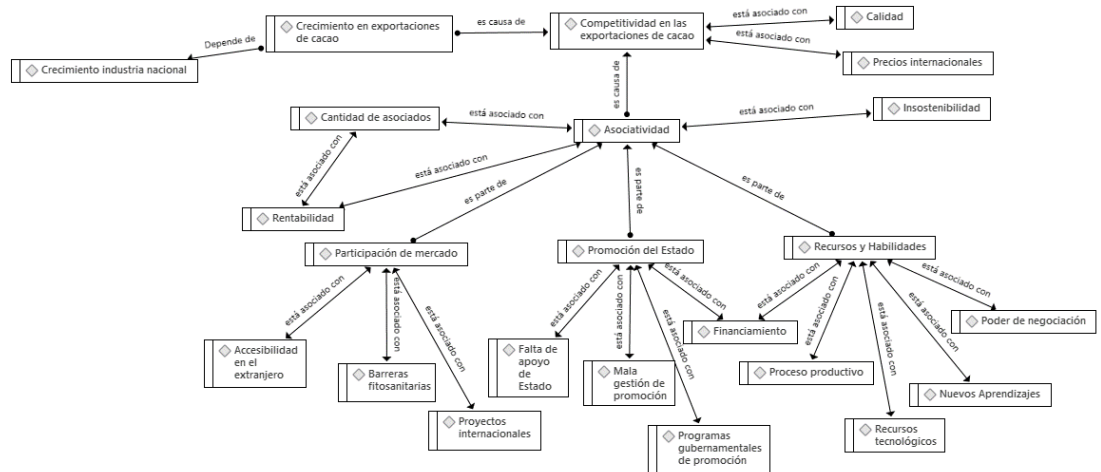 Crecimiento en exportaciones
de cacao
es causa de
Competitividad en las
exportaciones de cacao
está asociado con
Calidad
Depende de
está asociado con
Crecimiento industria nacional
Precios internacionales
es causa de
Cantidad de asociados
está asociado con
Asociatividad
está asociado con
Insostenibilidad
está asociado con
está asociado con
es parte de
es parte de
es parte de
Rentabilidad
Participación de mercado
Promoción del Estado
Recursos y Habilidades
está asociado con
está asociado con
está asociado con
está asociado con
está asociado con
está asociado con
está asociado con
está asociado con
está asociado con
está asociado con
está asociado con
está asociado con
Accesibilidad
en el
extranjero
Barreras
fitosanitarias
Proyectos
internacionales
Falta de
apoyo
de
Estado
Mala
gestión de
promoción
Programas
gubernamentales
de promoción
Financiamiento
Proceso productivo
Recursos
tecnológicos
Nuevos Aprendizajes
Poder de negociación